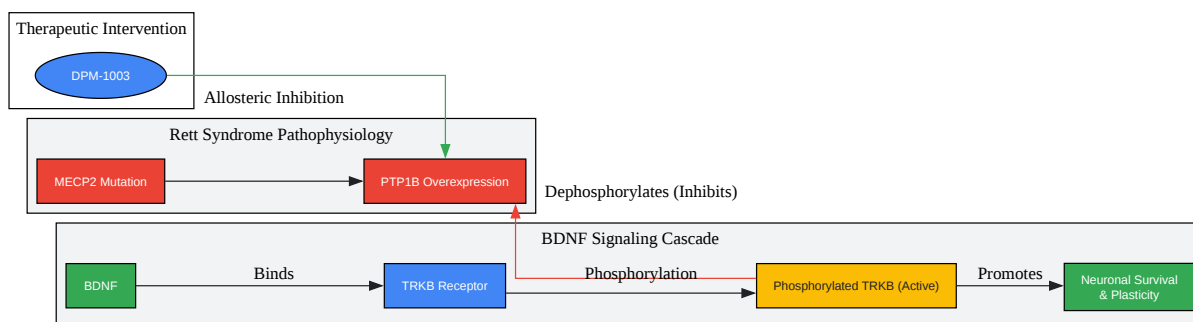 Therapeutic Intervention
DPM-1003
Allosteric Inhibition
Rett Syndrome Pathophysiology
MECP2 Mutation
PTP1B Overexpression
Dephosphorylates (Inhibits)
BDNF Signaling Cascade
BDNF
Binds
TRKB Receptor
Phosphorylation
Phosphorylated TRKB (Active)
Promotes
Neuronal Survival
& Plasticity